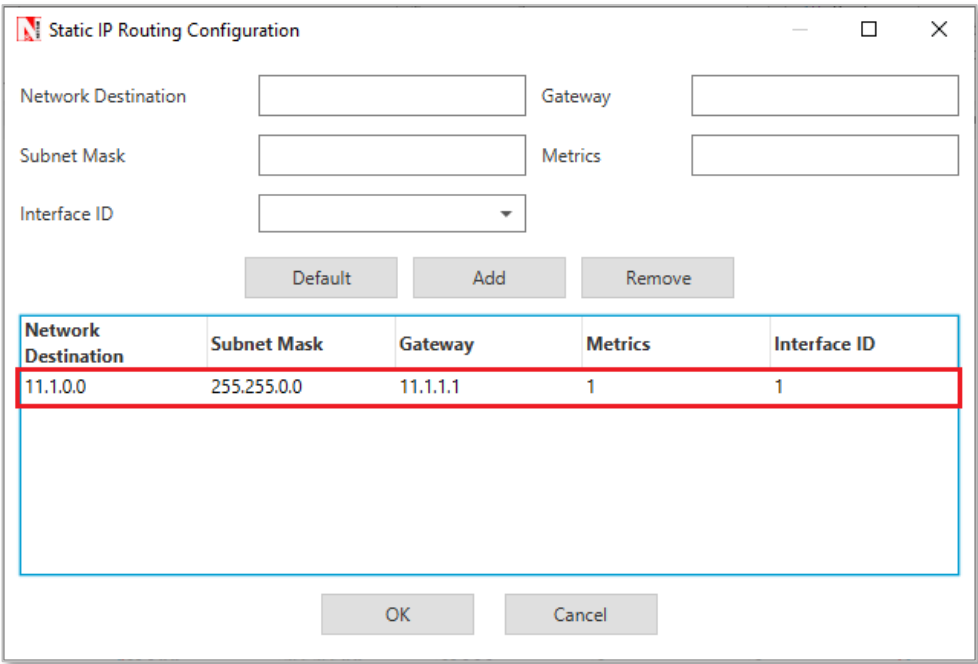 Static IP Routing Configuration
Network Destination
Gateway
Subnet Mask
Metrics
Interface ID
Default Add Remove
Network Destination Subnet Mask Gateway Metrics Interface ID
11.1.0.0 255.255.0.0 11.1.1.1 1 1
OK Cancel